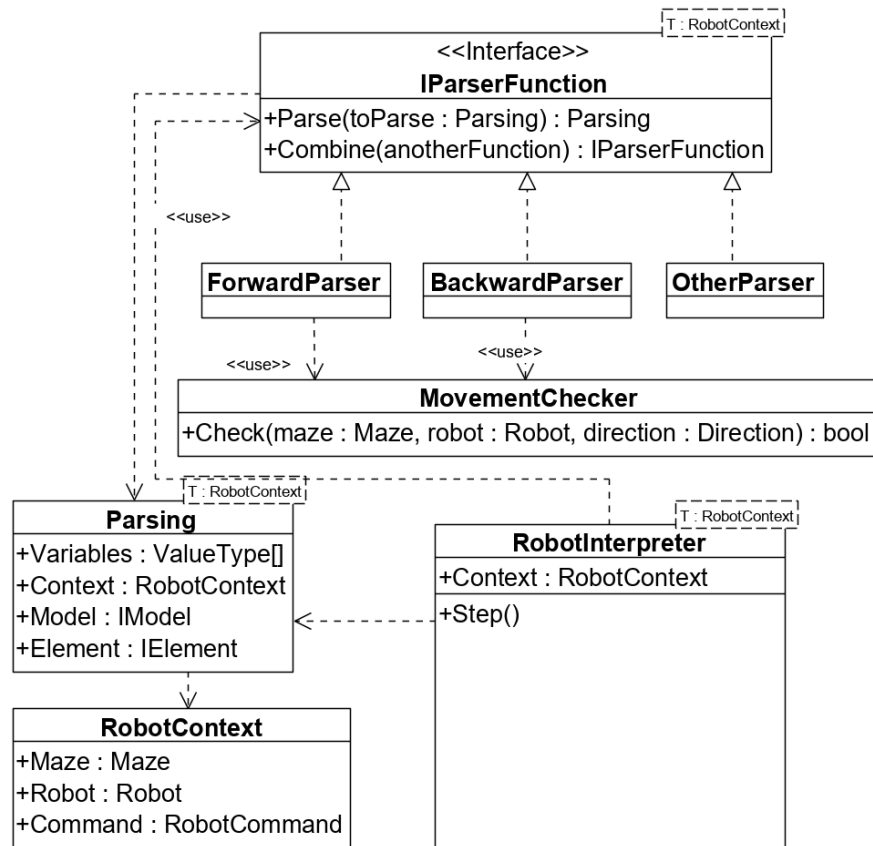 T : RobotContext
<<Interface>>
IParserFunction
+Parse(toParse : Parsing) : Parsing
+Combine(anotherFunction) : IParserFunction
<<use>>
ForwardParser
BackwardParser
OtherParser
<<use>>
<<use>>
MovementChecker
+Check(maze : Maze, robot : Robot, direction : Direction) : bool
T : RobotContext
Parsing
+Variables : ValueType[]
+Context : RobotContext
+Model : IModel
+Element : IElement
T : RobotContext
RobotInterpreter
+Context : RobotContext
+Step()
RobotContext
+Maze : Maze
+Robot : Robot
+Command : RobotCommand